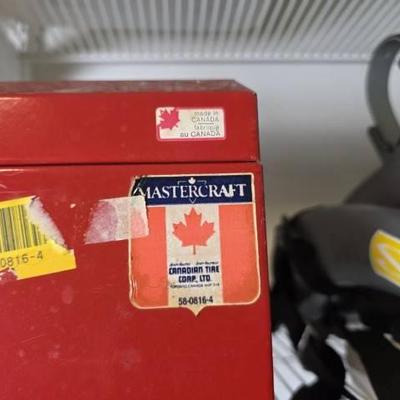 made in
CANADA
fabriqué
au CANADA
MASTERCRAFT
CANADIAN TIRE
CORP. LTD.
58-0816-4
0816-4